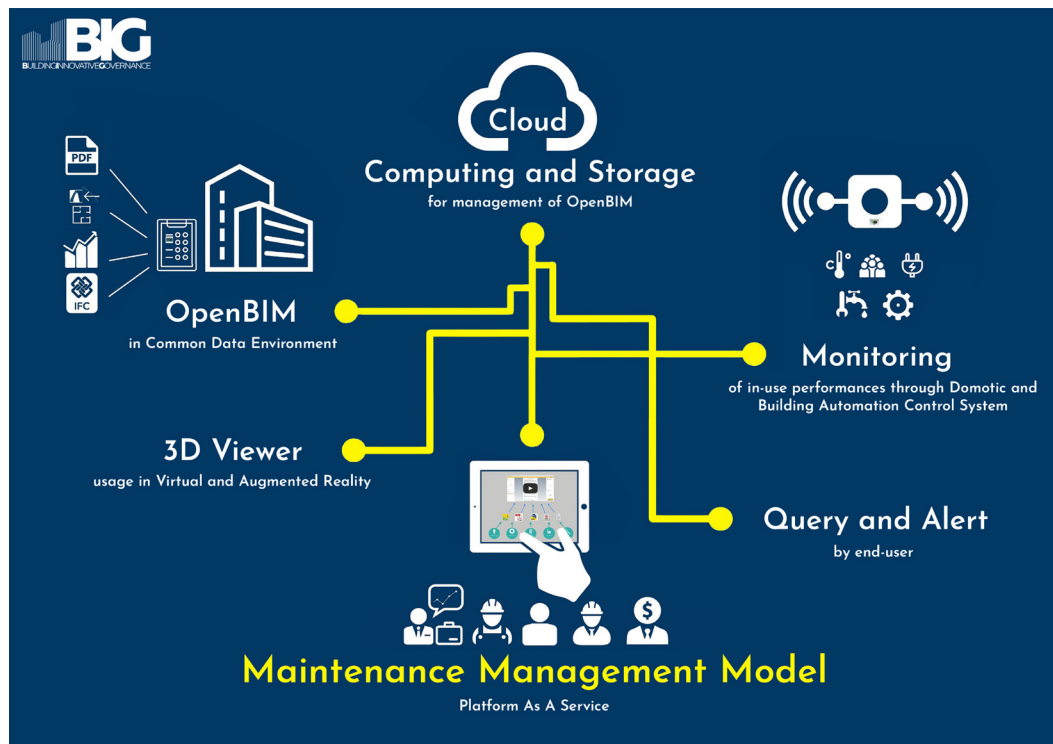 BIG
BUILDINGINNOVATIVEGOVERNANCE
Cloud
Computing and Storage
for management of OpenBIM
PDF
IFC
OpenBIM
in Common Data Environment
C°
Monitoring
of in-use performances through Domotic and
Building Automation Control System
3D Viewer
usage in Virtual and Augmented Reality
Query and Alert
by end-user
$
Maintenance Management Model
Platform As A Service